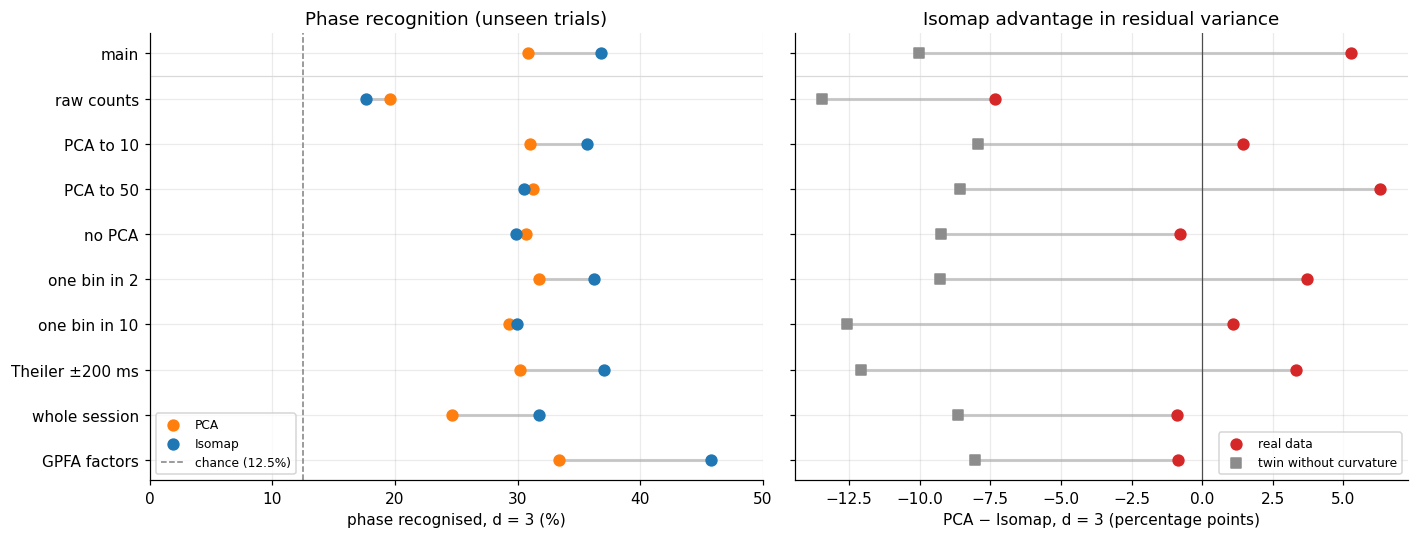 Phase recognition (unseen trials)
main
raw counts
PCA to 10
PCA to 50
no PCA
one bin in 2
one bin in 10
Theiler ±200 ms
whole session
GPFA factors
PCA
Isomap
chance (12.5%)
0 10 20 30 40 50
phase recognised, d = 3 (%)
Isomap advantage in residual variance
real data
twin without curvature
−12.5 −10.0 −7.5 −5.0 −2.5 0.0 2.5 5.0
PCA − Isomap, d = 3 (percentage points)